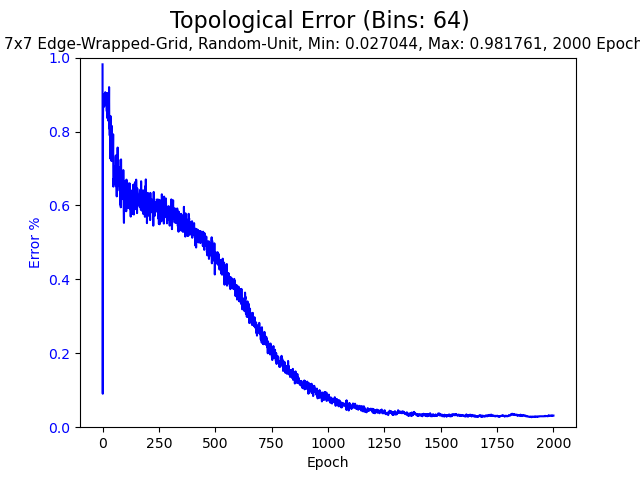 Topological Error (Bins: 64)
7x7 Edge-Wrapped-Grid, Random-Unit, Min: 0.027044, Max: 0.981761, 2000 Epoch
1.0
0.8
0.6
0.4
0.2
0.0
Error %
0 250 500 750 1000 1250 1500 1750 2000
Epoch